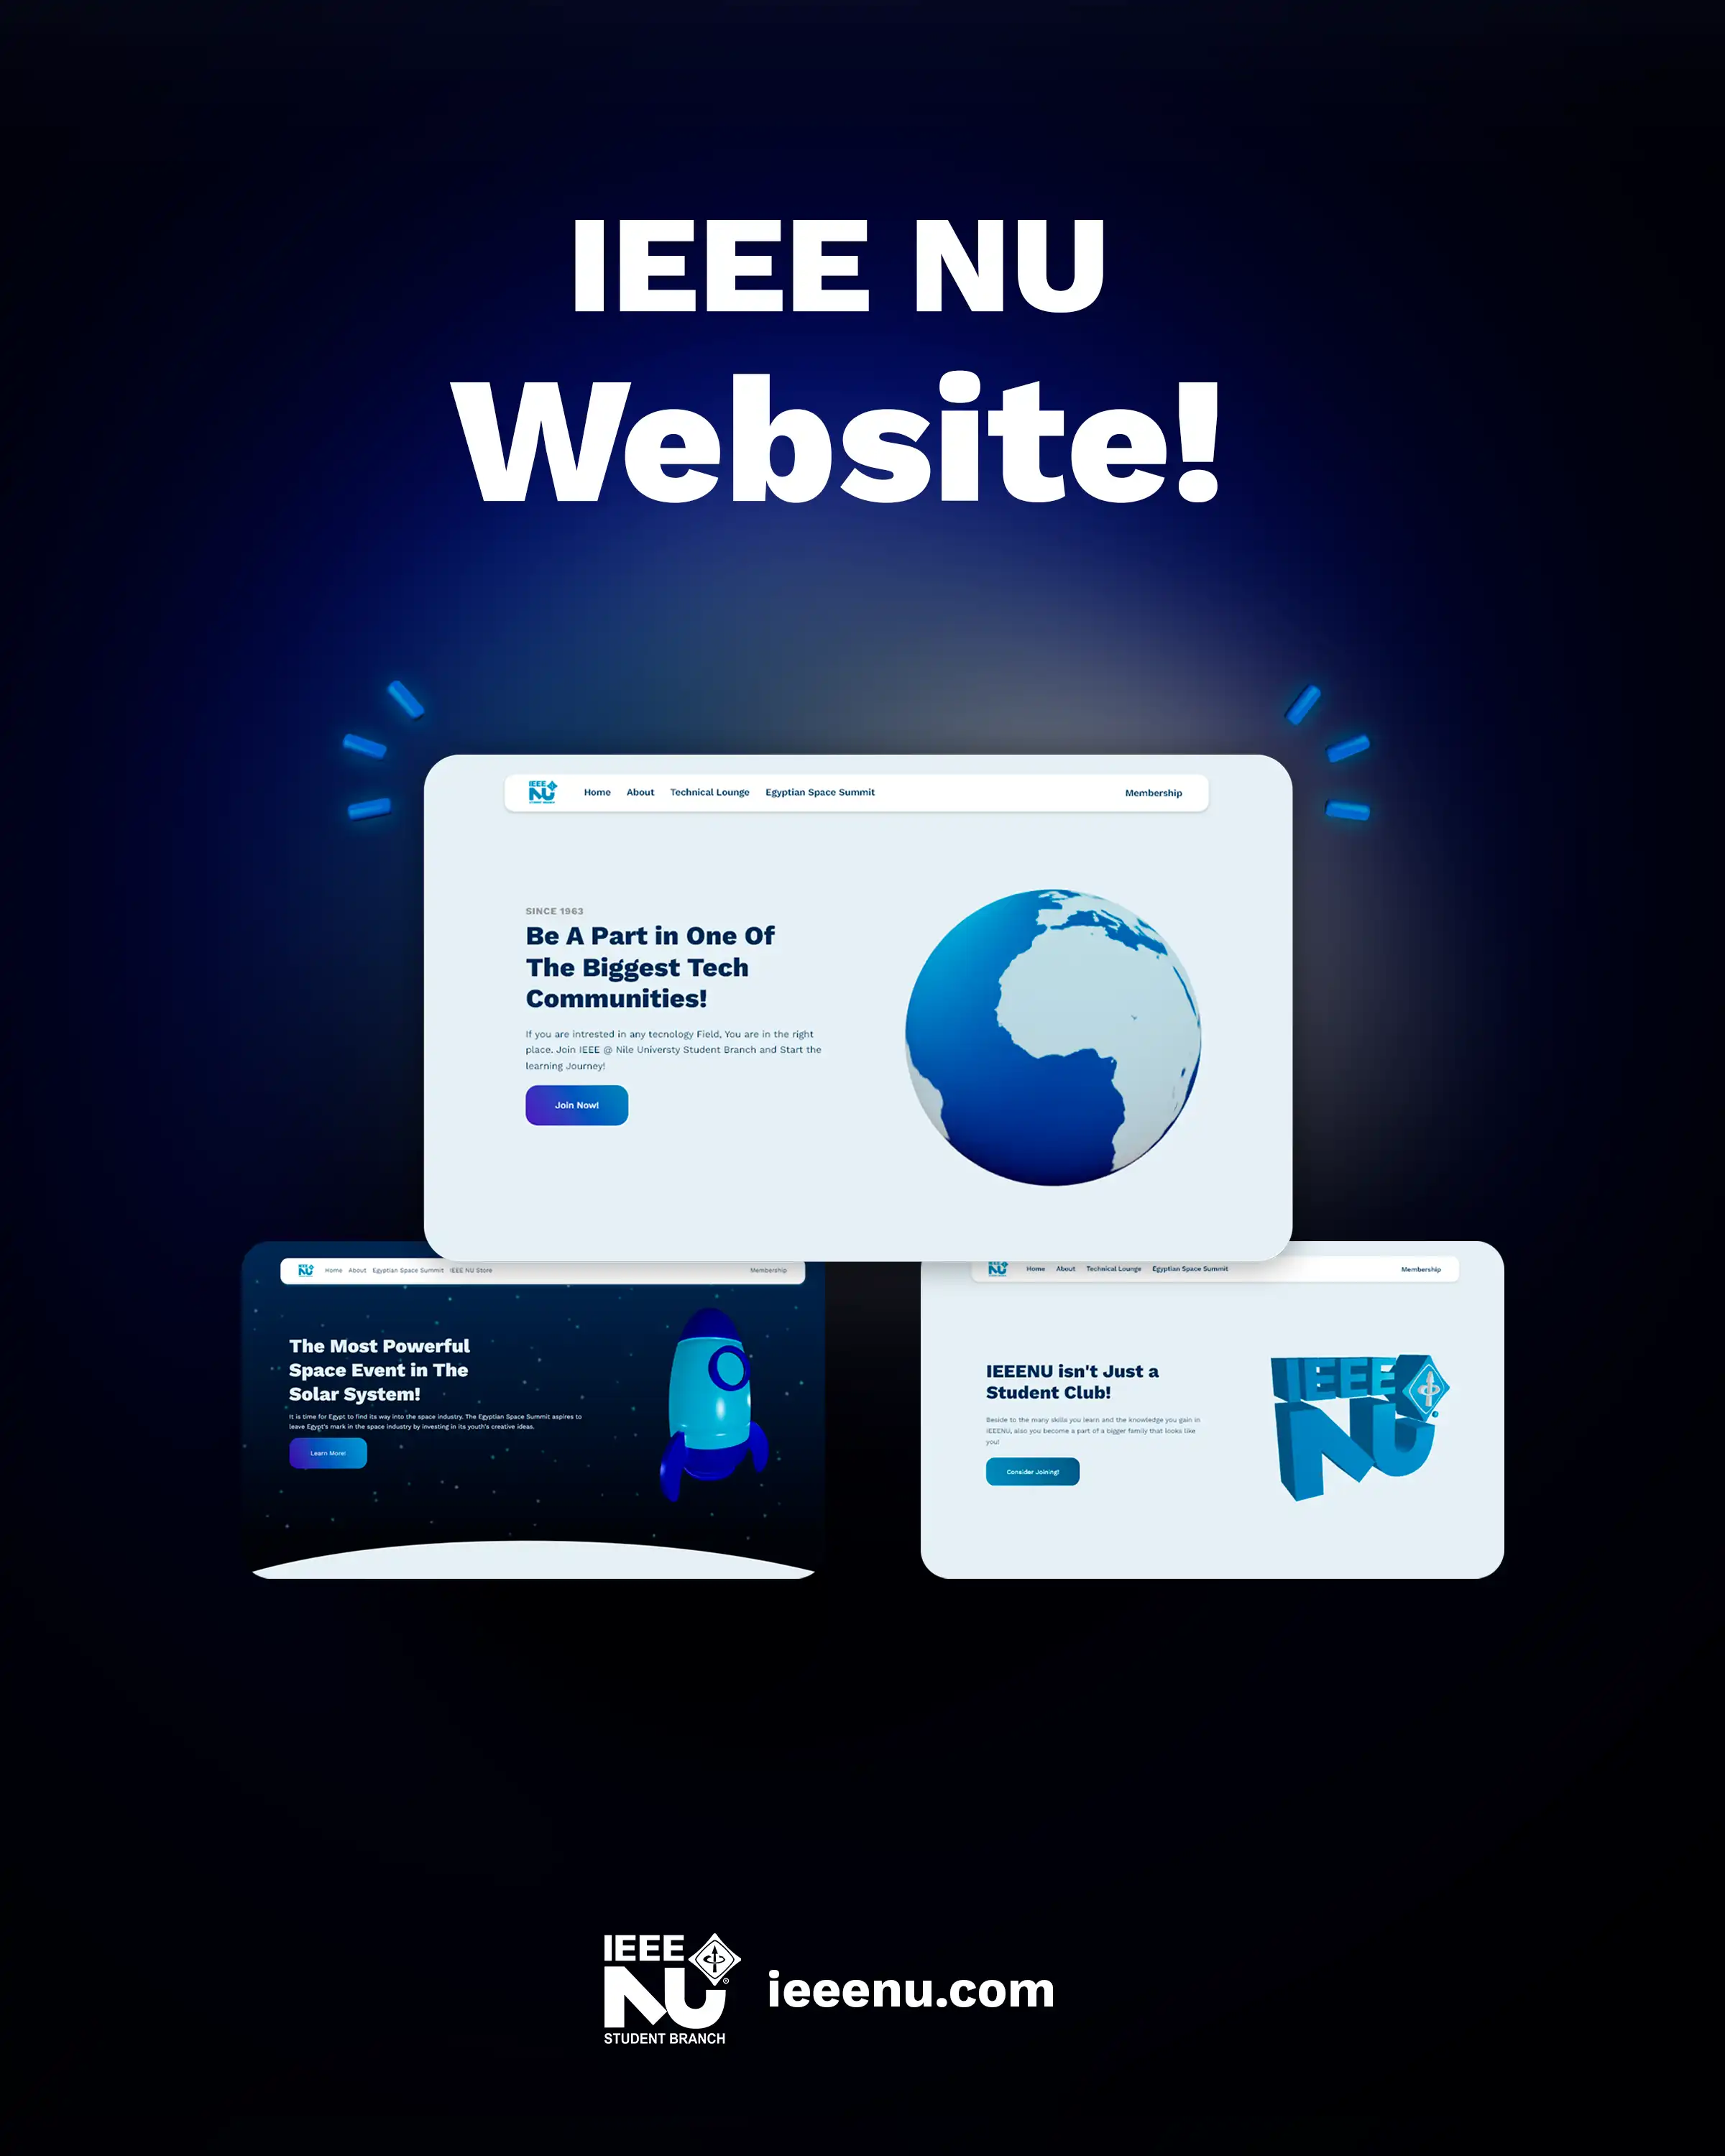 IEEE NU
Website!
IEEE
NU
STUDENT BRANCH
Home About Technical Lounge Egyptian Space Summit Membership
SINCE 1963
Be A Part in One Of
The Biggest Tech
Communities!
If you are intrested in any tecnology Field, You are in the right
place. Join IEEE @ Nile Universty Student Branch and Start the
learning Journey!
Join Now!
IEEE
NU
Home About Egyptian Space Summit IEEE NU Store Membership
The Most Powerful
Space Event in The
Solar System!
It is time for Egypt to find its way into the space industry. The Egyptian Space Summit aspires to
leave Egypt's mark in the space industry by investing in its youth's creative ideas.
Learn More!
NU
Home About Technical Lounge Egyptian Space Summit Membership
IEEENU isn't Just a
Student Club!
Beside to the many skills you learn and the knowledge you gain in
IEEENU, also you become a part of a bigger family that looks like
you!
Consider Joining!
IEEE
NU
IEEE
NU
STUDENT BRANCH
ieeenu.com